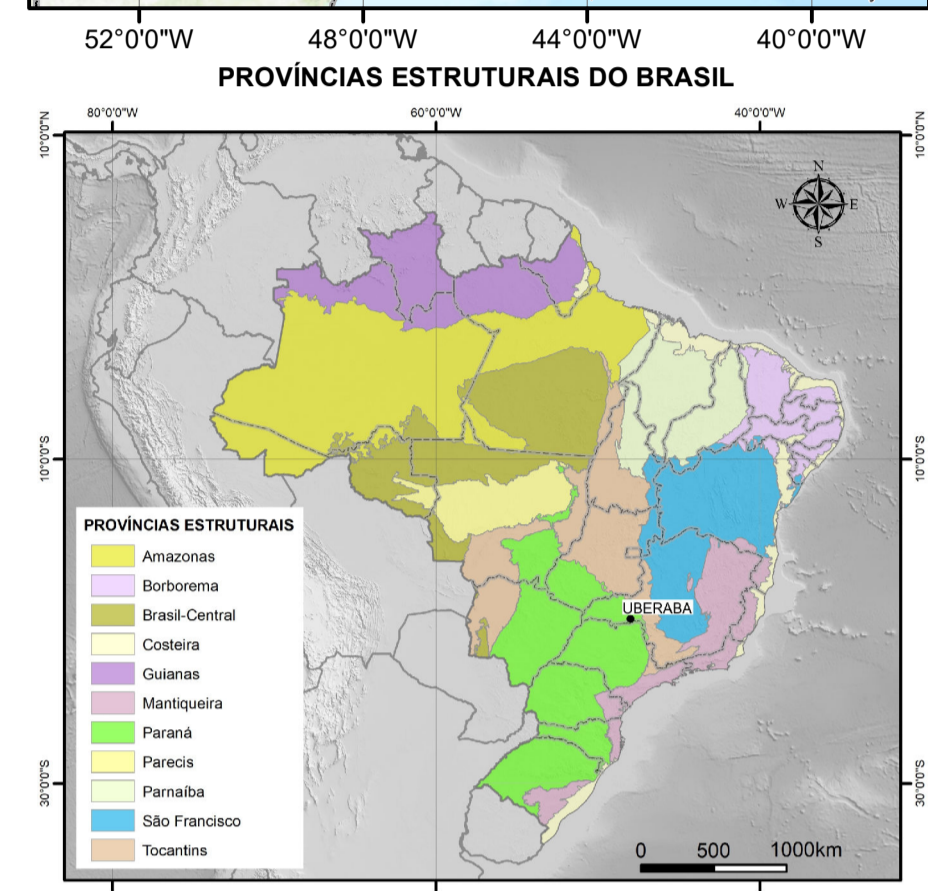 52°0'0"W 48°0'0"W 44°0'0"W 40°0'0"W
PROVÍNCIAS ESTRUTURAIS DO BRASIL
80°0'0"W 60°0'0"W 40°0'0"W
10°0'0"N 10°0'0"N
N
W E
S
10°0'0"S 10°0'0"S
PROVÍNCIAS ESTRUTURAIS
Amazonas
Borborema
Brasil-Central
Costeira
Guianas
Mantiqueira
Paraná
Parecis
Parnaíba
São Francisco
Tocantins
UBERABA
30°0'0"S 30°0'0"S
0 500 1000km